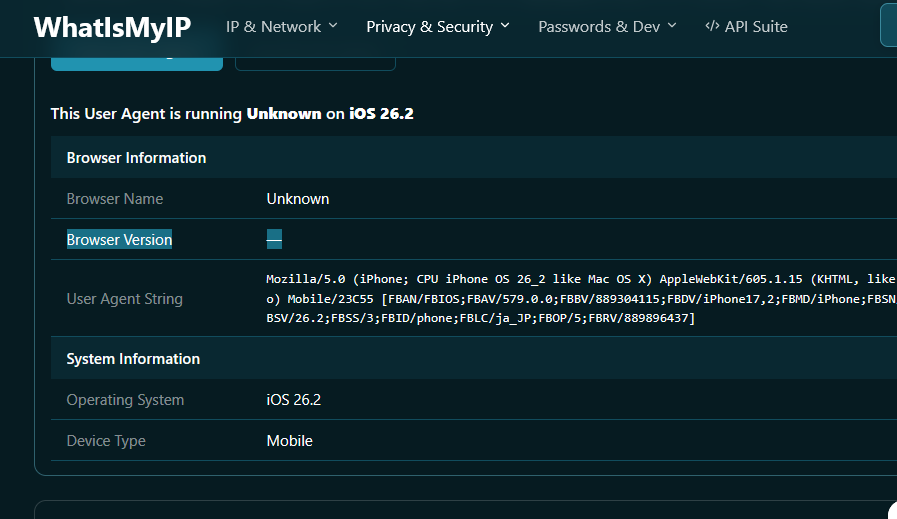 WhatIsMyIP IP & Network Privacy & Security Passwords & Dev </> API Suite
This User Agent is running Unknown on iOS 26.2
Browser Information
Browser Name Unknown
Browser Version —
User Agent String
Mozilla/5.0 (iPhone; CPU iPhone OS 26_2 like Mac OS X) AppleWebKit/605.1.15 (KHTML, like
o) Mobile/23C55 [FBAN/FBIOS;FBAV/579.0.0;FBBV/889304115;FBDV/iPhone17,2;FBMD/iPhone;FBSN/
BSV/26.2;FBSS/3;FBID/phone;FBLC/ja_JP;FBOP/5;FBRV/889896437]
System Information
Operating System iOS 26.2
Device Type Mobile